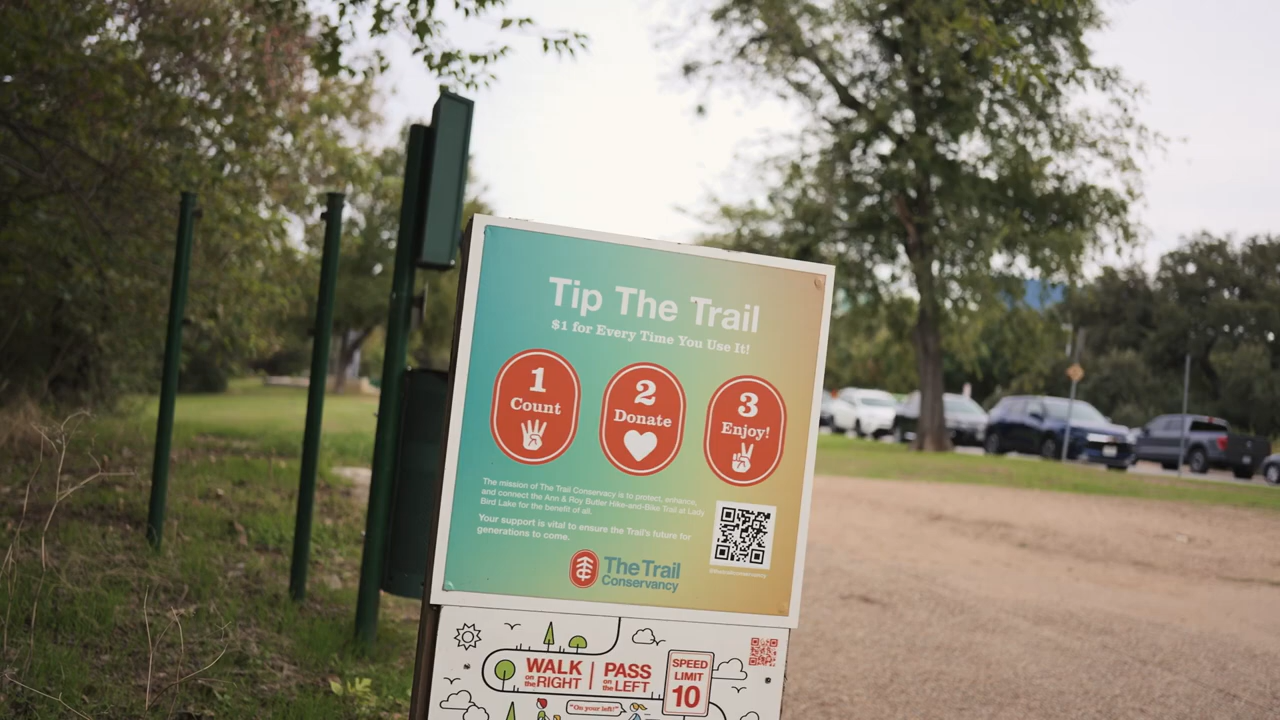 Tip The Trail
$1 for Every Time You Use It!
1
Count
2
Donate
3
Enjoy!
The mission of The Trail Conservancy is to protect, enhance,
and connect the Ann & Roy Butler Hike-and-Bike Trail at Lady
Bird Lake for the benefit of all.
Your support is vital to ensure the Trail's future for
generations to come.
The Trail
Conservancy
WALK
on the RIGHT
PASS
on the LEFT
SPEED
LIMIT
10
"On your left!"